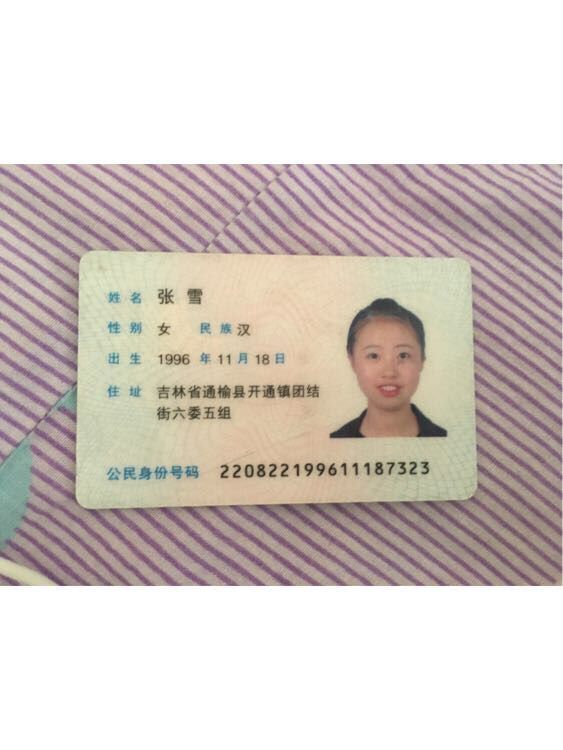 姓名 张雪
性别 女 民族 汉
出生 1996 年 11 月 18 日
住址 吉林省通榆县开通镇团结
街六委五组
公民身份号码 220822199611187323